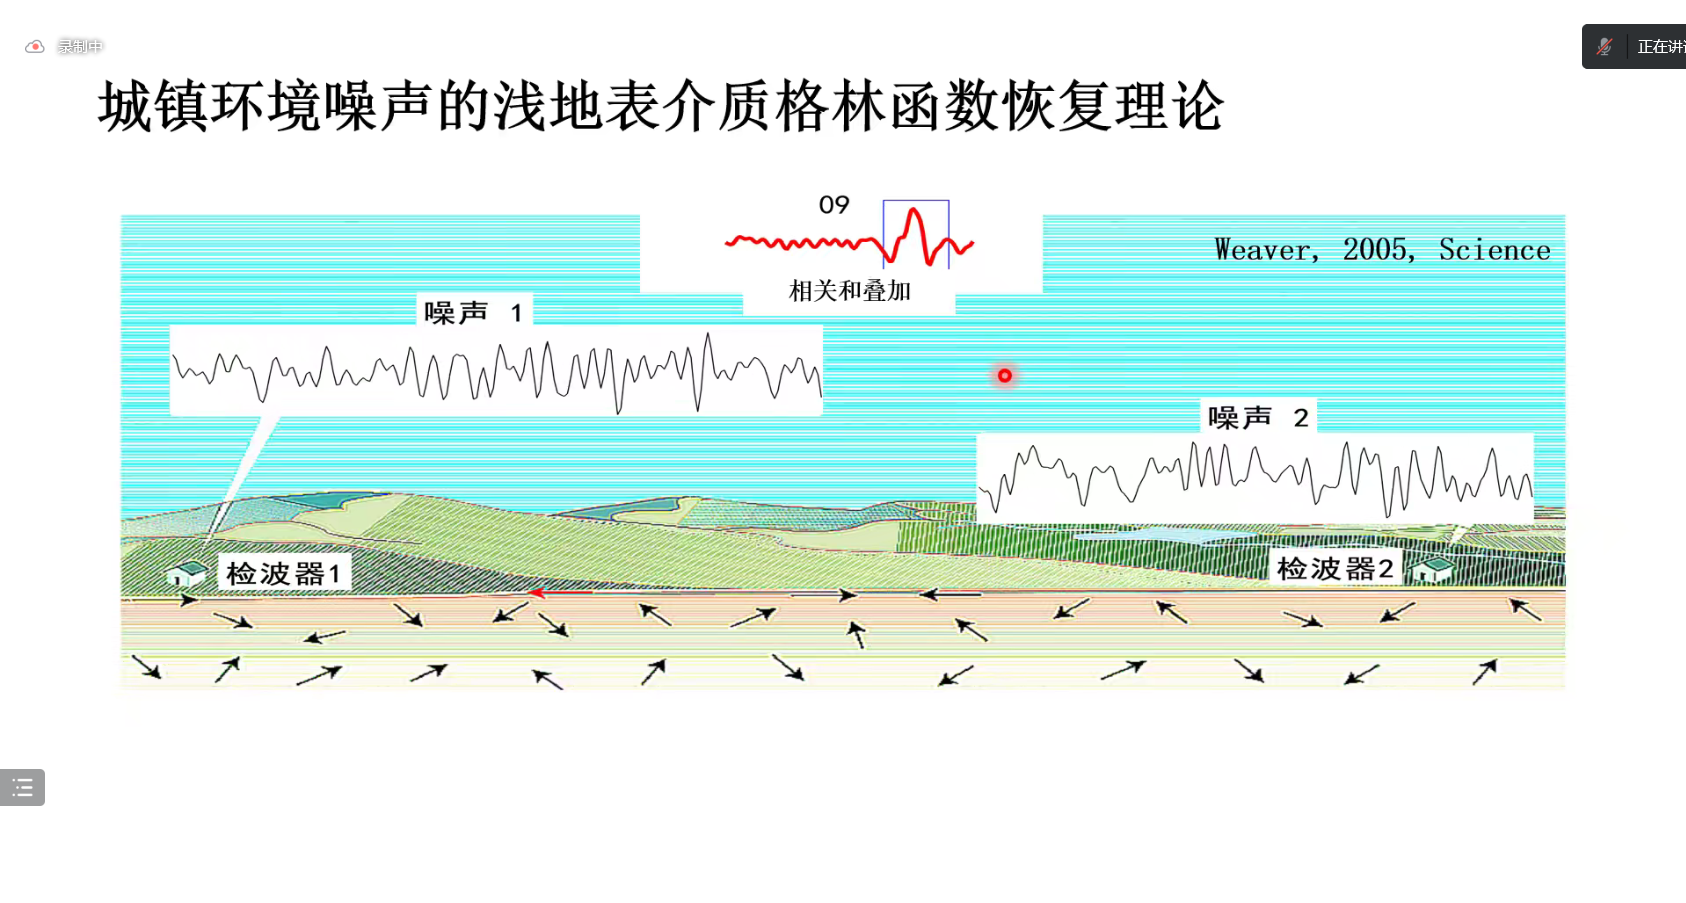 录制中
正在讲
城镇环境噪声的浅地表介质格林函数恢复理论
09
相关和叠加
Weaver, 2005, Science
噪声 1
噪声 2
检波器1
检波器2